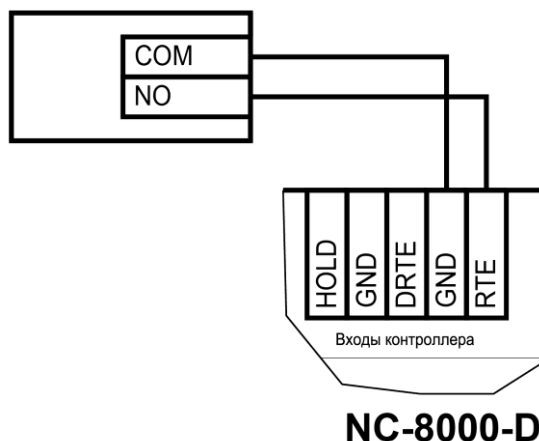 COM
NO
HOLD
GND
DRTE
GND
RTE
Входы контроллера
NC-8000-D